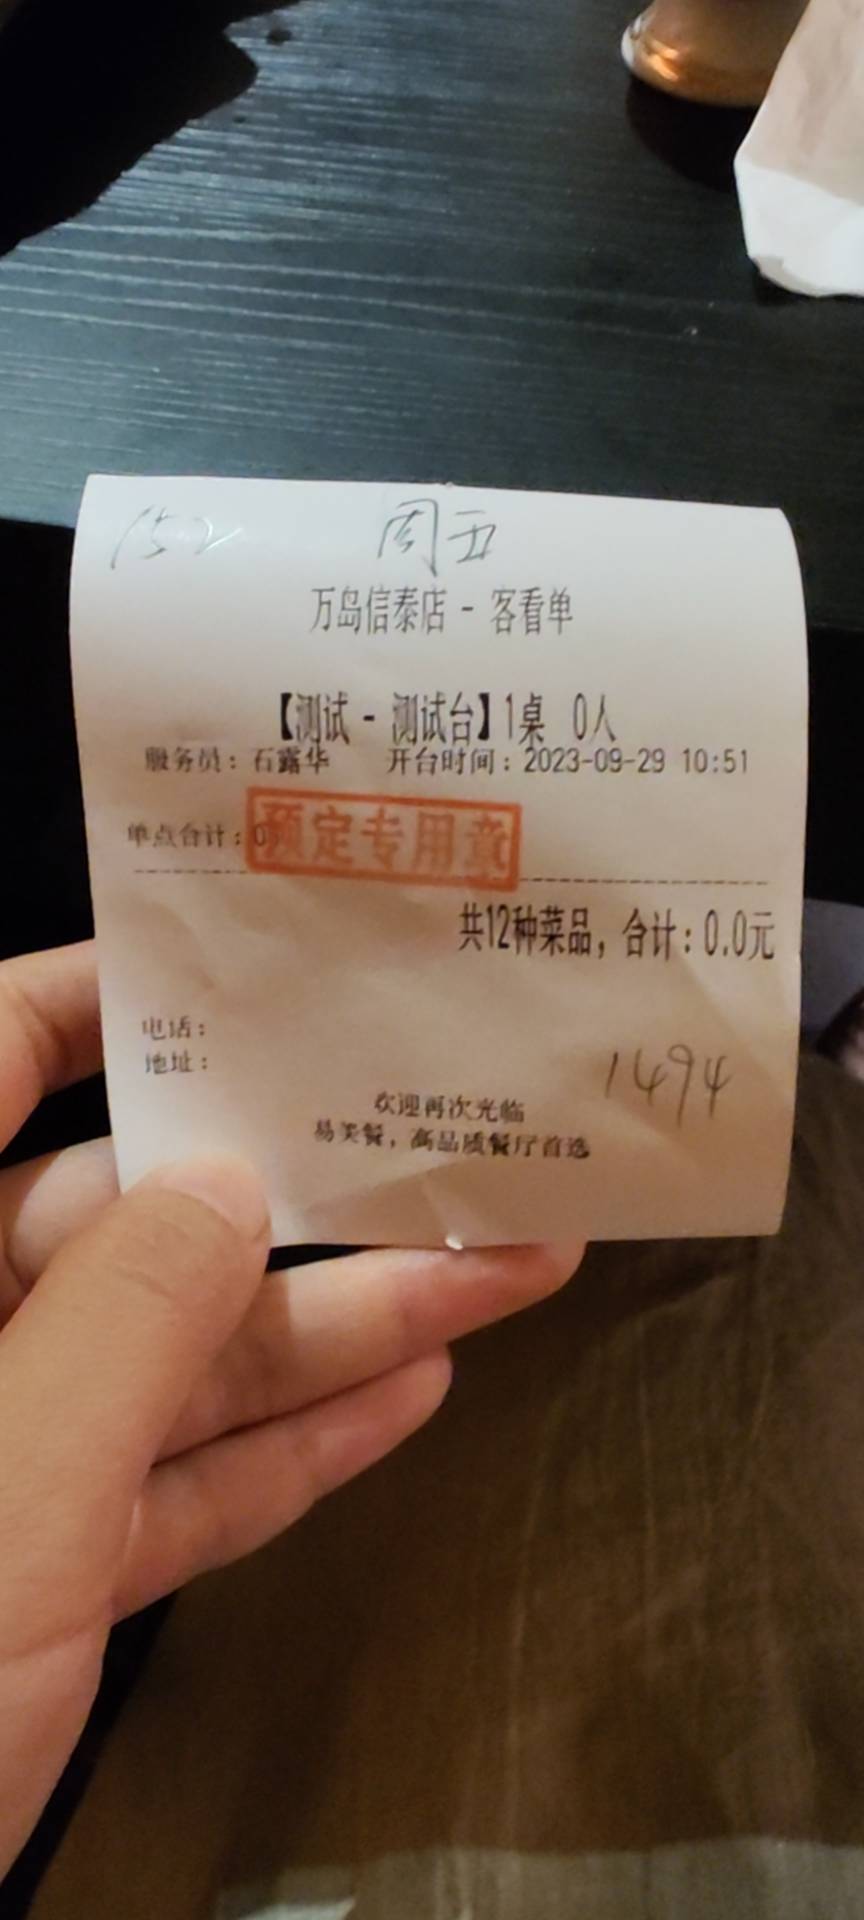 152 周五
万岛信泰店 - 客看单
【测试 - 测试台】1桌 0人
服务员：石露华 开台时间：2023-09-29 10:51
单点合计：0
预定专用章
共12种菜品，合计：0.0元
电话：
地址：
1494
欢迎再次光临
易美餐，高品质餐厅首选